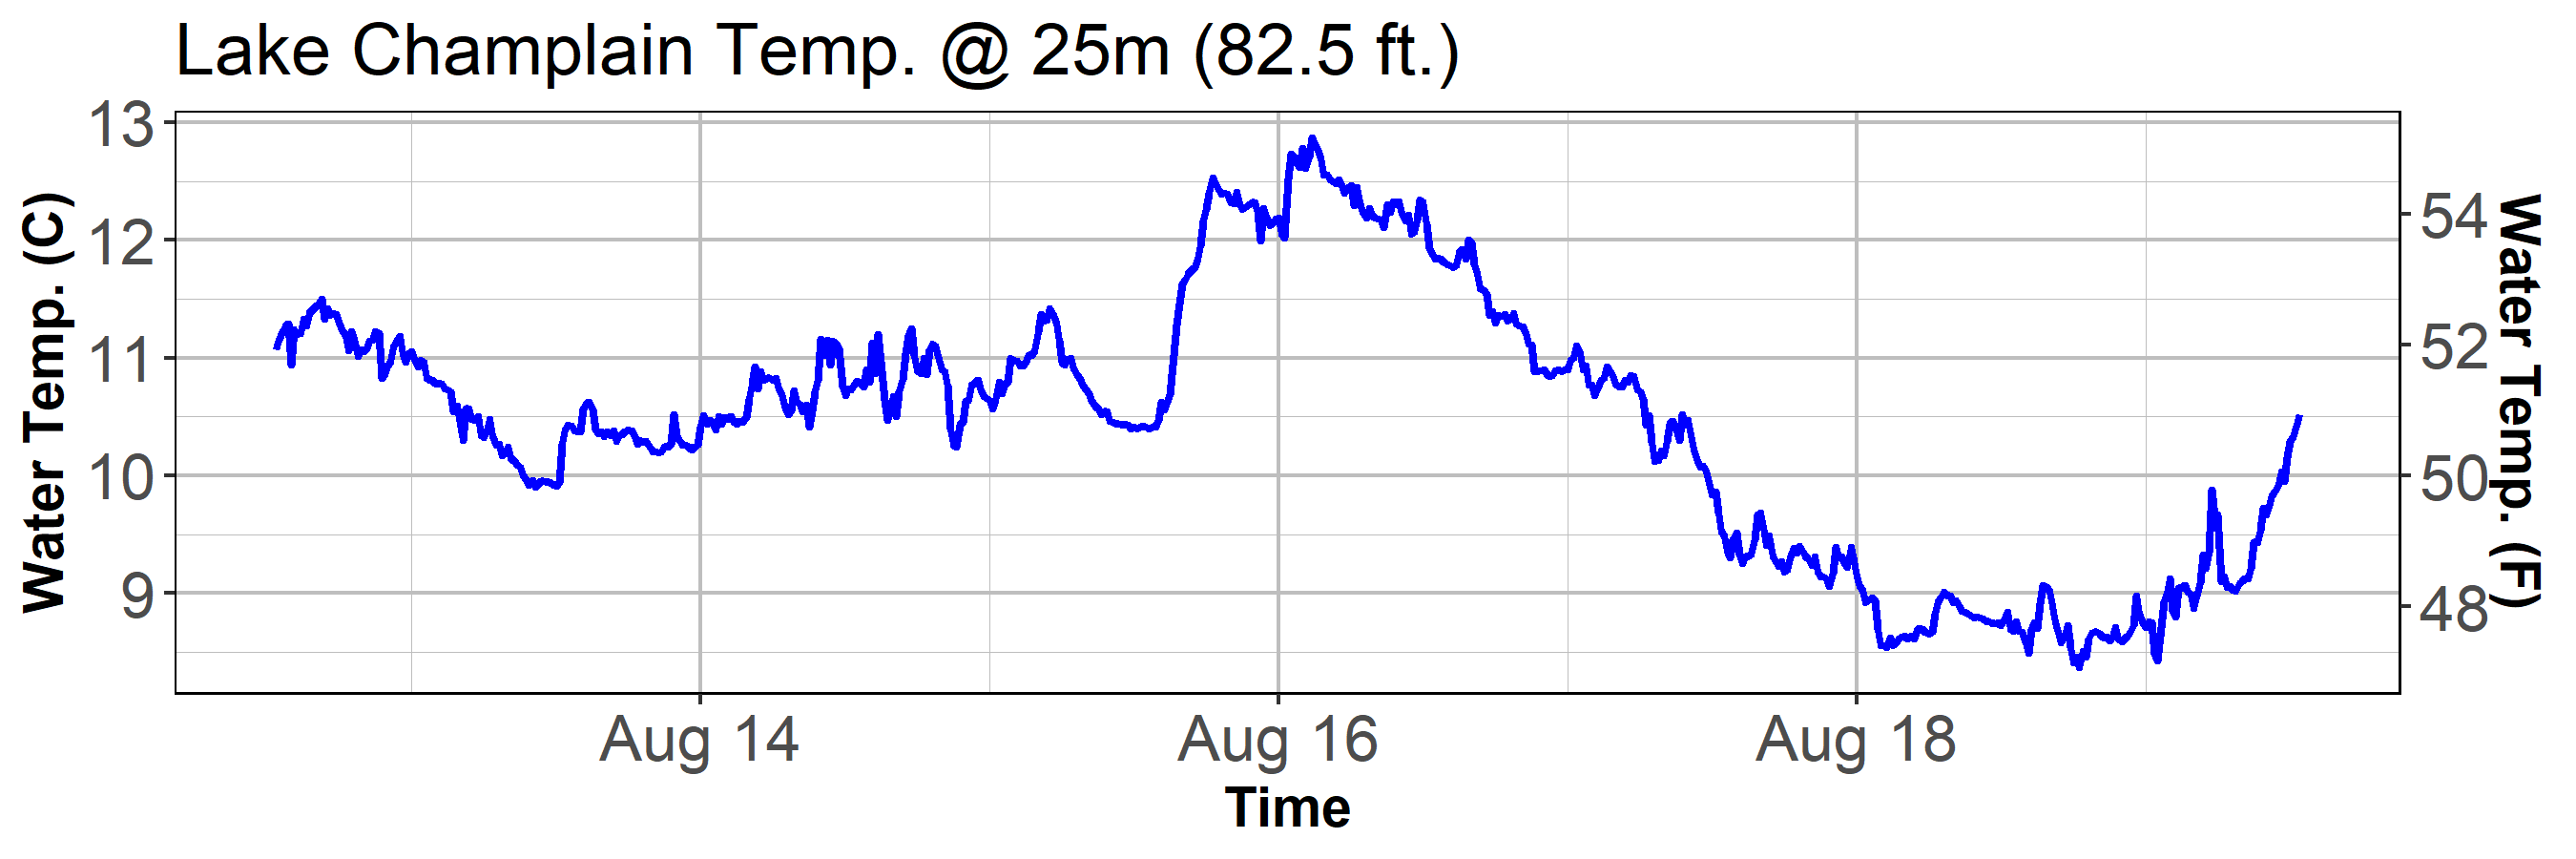 Lake Champlain Temp. @ 25m (82.5 ft.)
Water Temp. (C)
13
12
11
10
9
54
52
50
48
Water Temp. (F)
Aug 14
Aug 16
Aug 18
Time